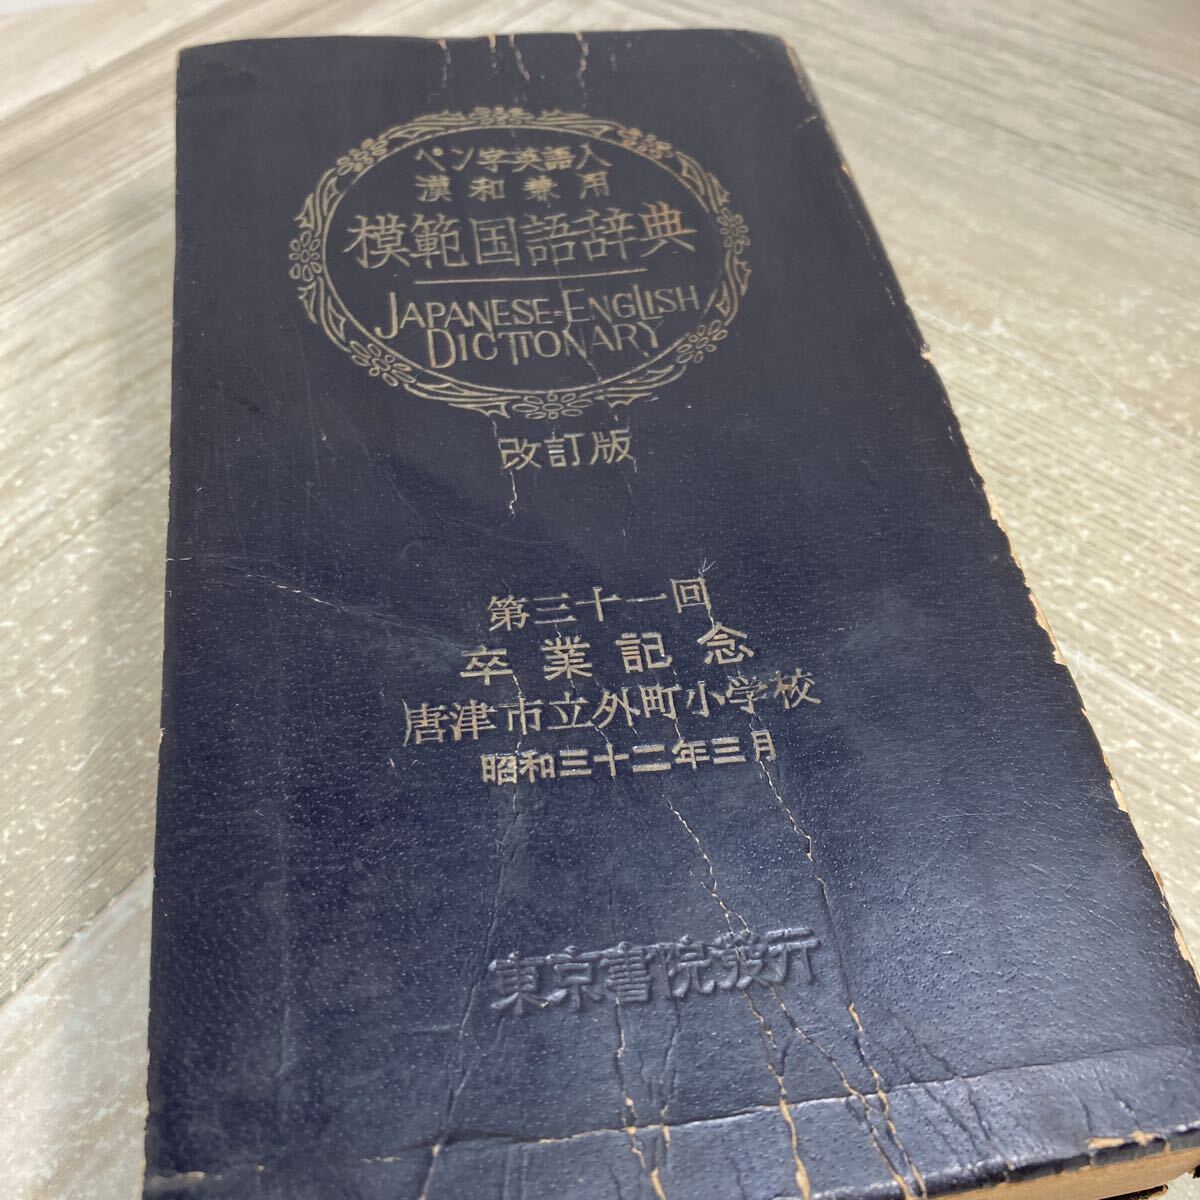 ペン字英語入
漢和兼用
模範国語辞典
JAPANESE-ENGLISH
DICTIONARY
改訂版
第三十一回
卒業記念
唐津市立外町小学校
昭和三十二年三月
東京書院発行